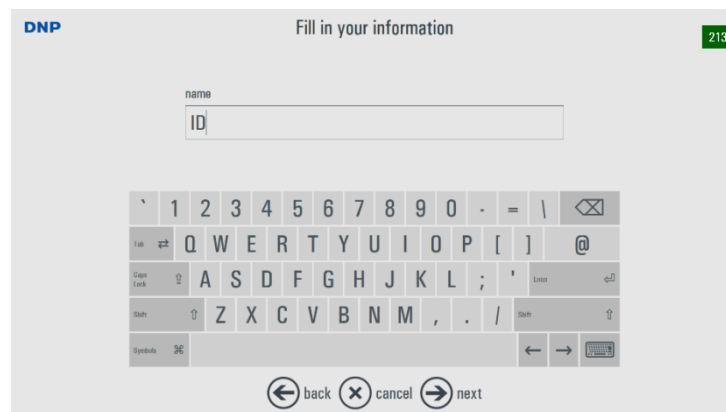 DNP
Fill in your information
213
name
ID
` 1 2 3 4 5 6 7 8 9 0 - = \
Tab Q W E R T Y U I O P [ ] @
Caps Lock A S D F G H J K L ; ' Enter
Shift Z X C V B N M , . / Shift
Symbols
back cancel next